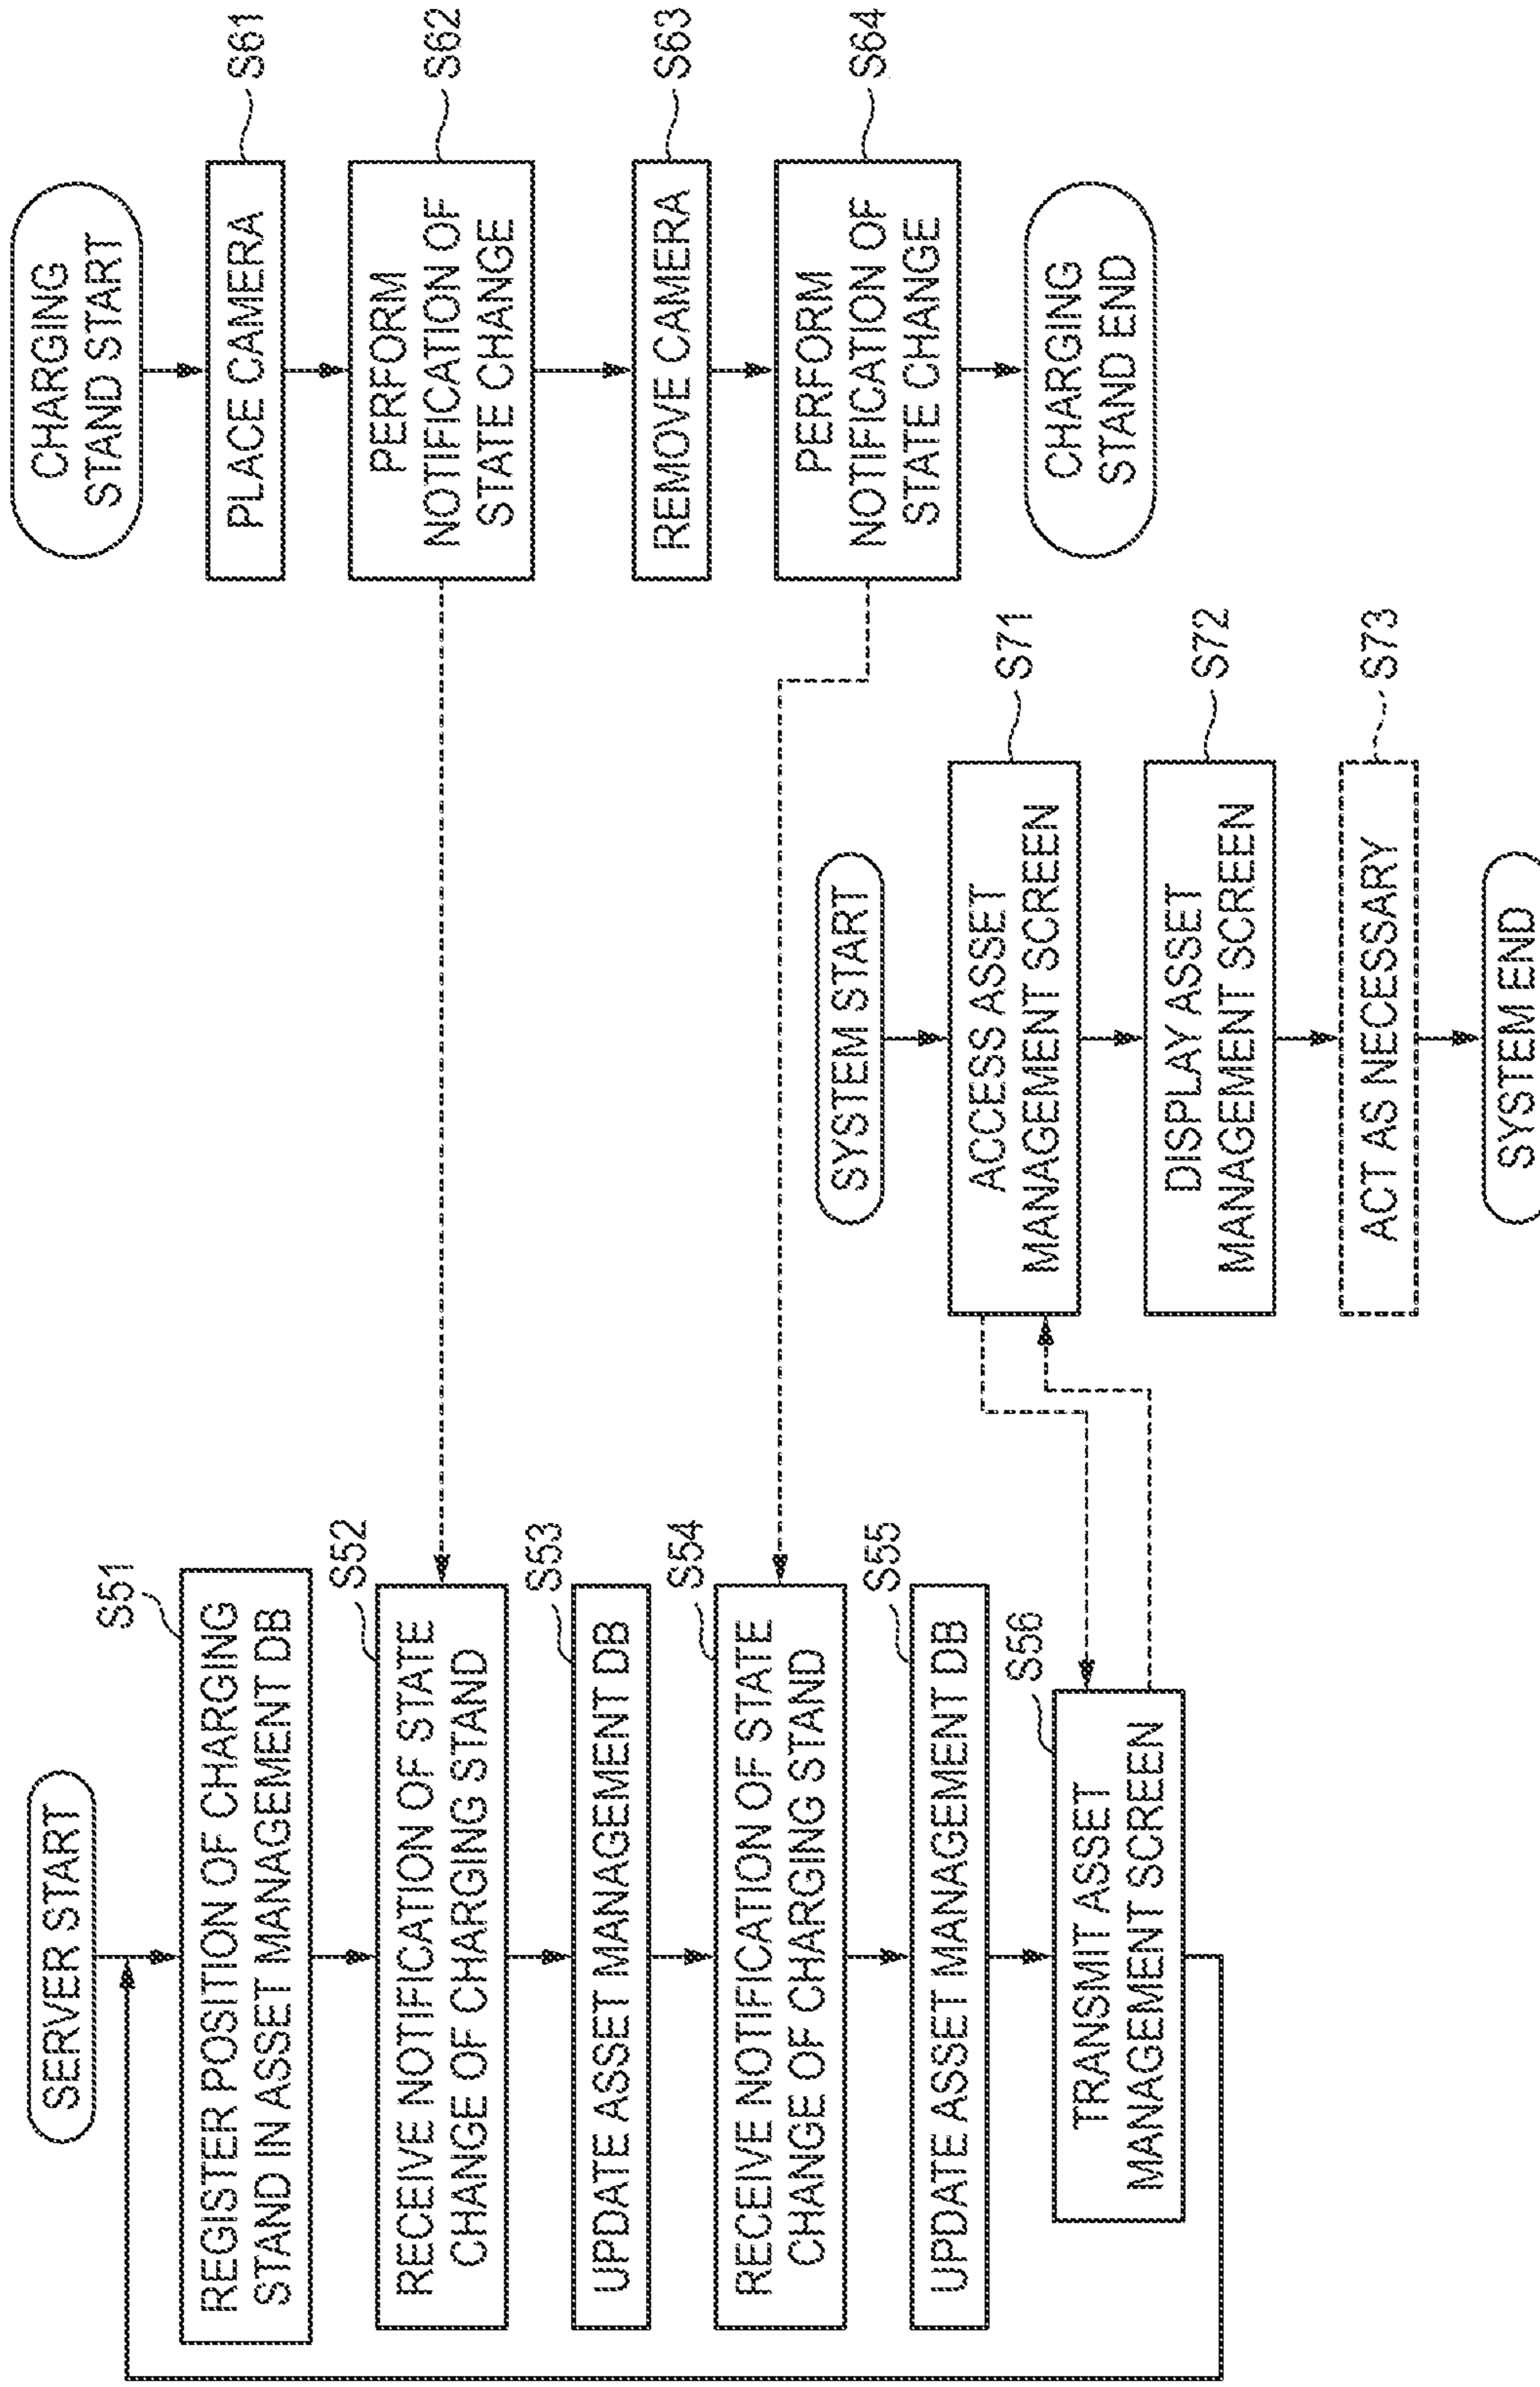 SERVER START
S51
REGISTER POSITION OF CHARGING
STAND IN ASSET MANAGEMENT DB
S52
RECEIVE NOTIFICATION OF STATE
CHANGE OF CHARGING STAND
S53
UPDATE ASSET MANAGEMENT DB
S54
RECEIVE NOTIFICATION OF STATE
CHANGE OF CHARGING STAND
S55
UPDATE ASSET MANAGEMENT DB
S56
TRANSMIT ASSET
MANAGEMENT SCREEN
SYSTEM START
S71
ACCESS ASSET
MANAGEMENT SCREEN
S72
DISPLAY ASSET
MANAGEMENT SCREEN
S73
ACT AS NECESSARY
SYSTEM END
CHARGING
STAND START
S61
PLACE CAMERA
S62
PERFORM
NOTIFICATION OF
STATE CHANGE
S63
REMOVE CAMERA
S64
PERFORM
NOTIFICATION OF
STATE CHANGE
CHARGING
STAND END